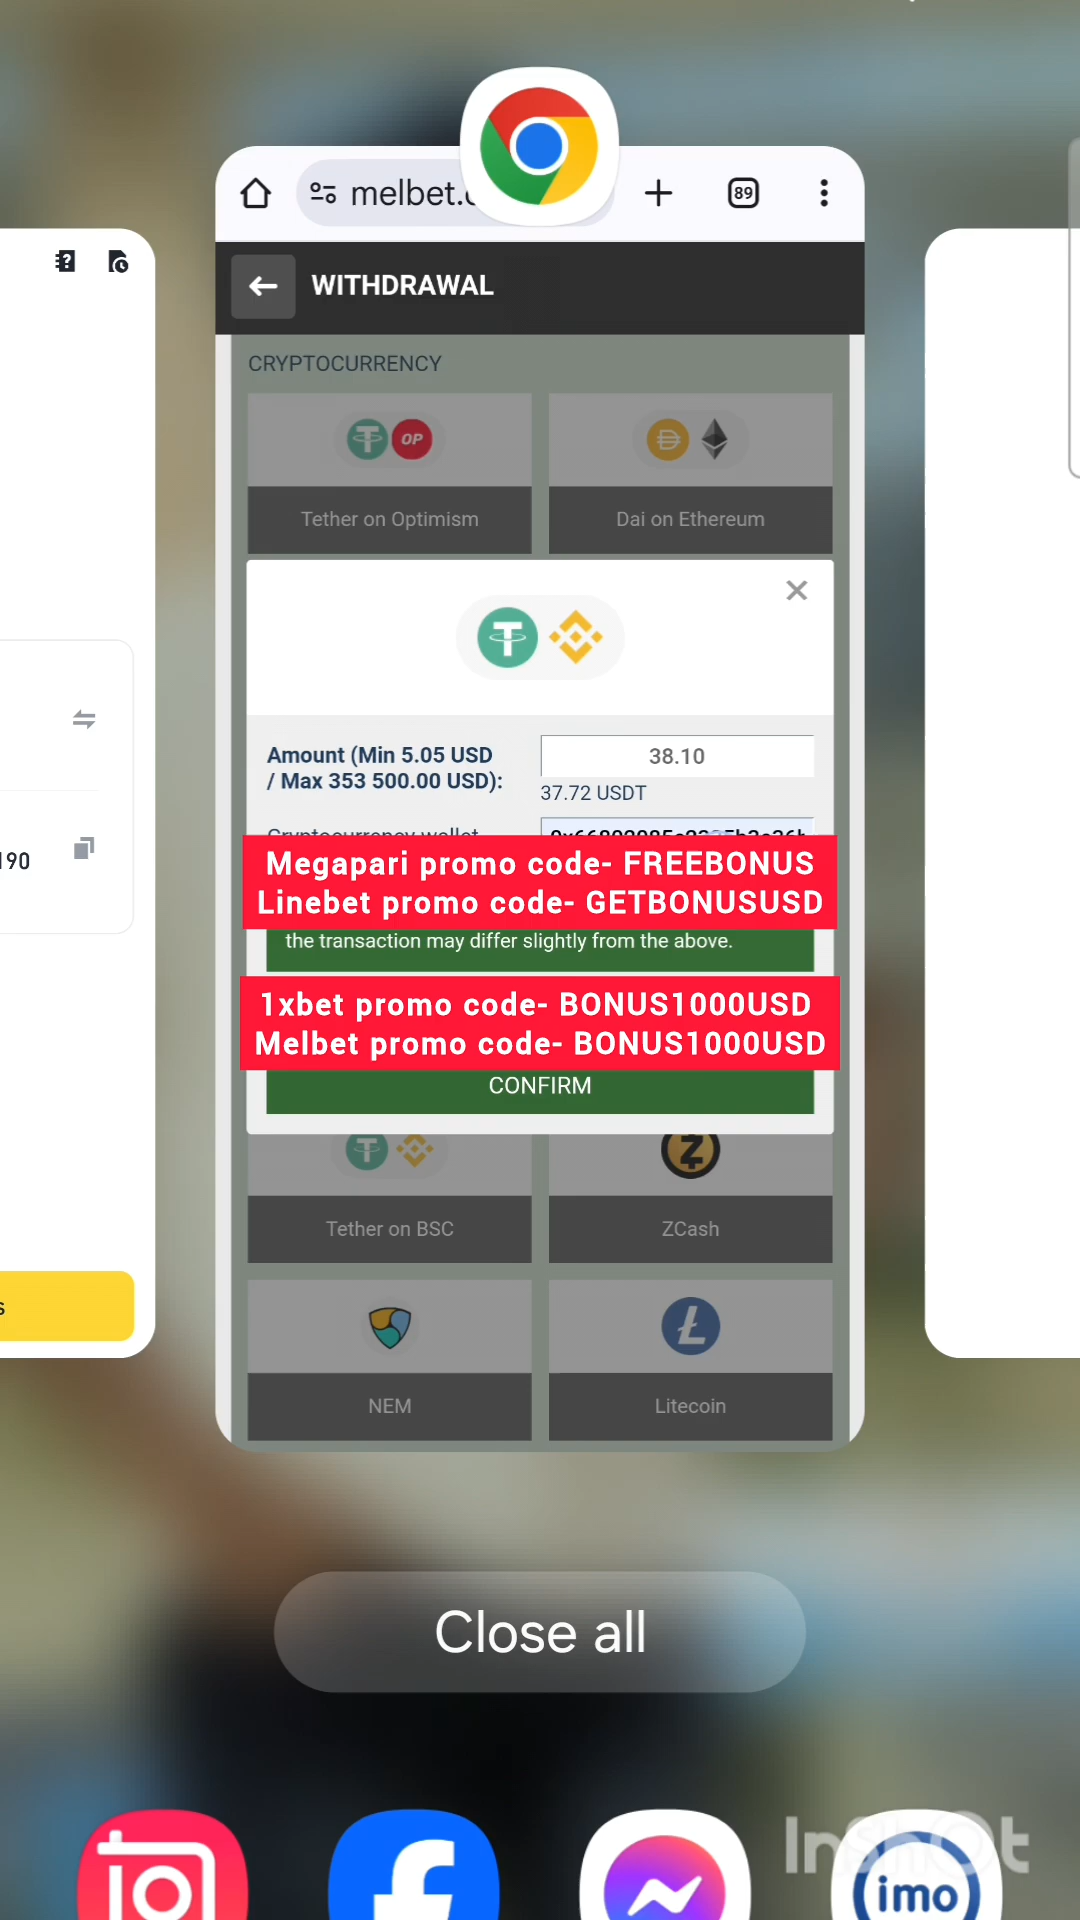 melbet.c
89
WITHDRAWAL
CRYPTOCURRENCY
OP
Tether on Optimism
Dai on Ethereum
Amount (Min 5.05 USD
/ Max 353 500.00 USD):
38.10
37.72 USDT
Cryptocurrency wallet
190
Megapari promo code- FREEBONUS
Linebet promo code- GETBONUSUSD
the transaction may differ slightly from the above.
1xbet promo code- BONUS1000USD
Melbet promo code- BONUS1000USD
CONFIRM
Tether on BSC
ZCash
s
NEM
Litecoin
Close all
InShOt
imo